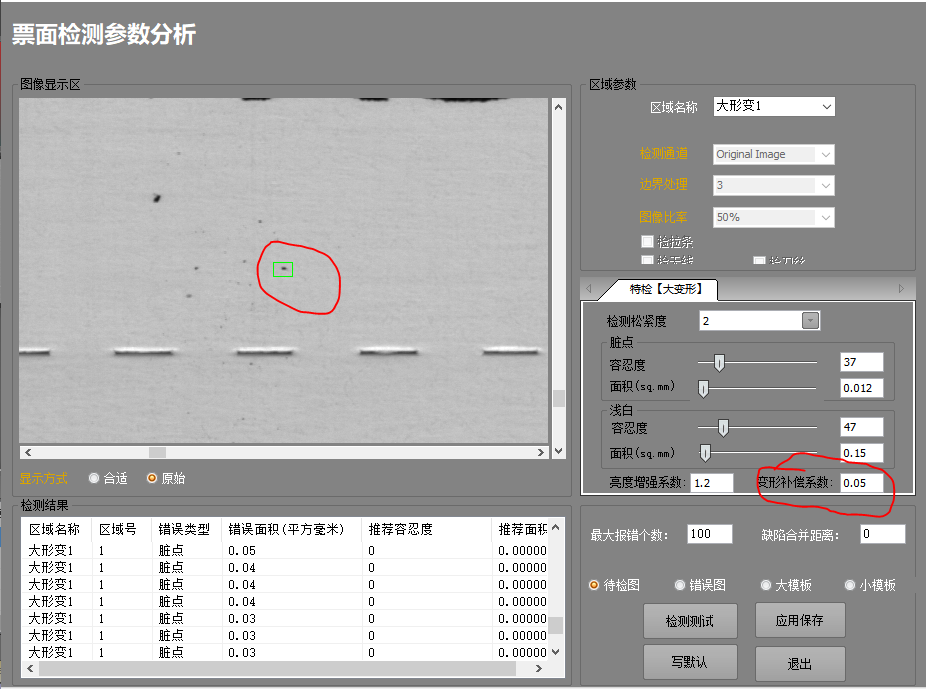 票面检测参数分析
图像显示区
显示方式 合适 原始
检测结果
区域名称 区域号 错误类型 错误面积(平方毫米) 推荐容忍度 推荐面积
大形变1 1 脏点 0.05 0 0.00000
大形变1 1 脏点 0.04 0 0.00000
大形变1 1 脏点 0.04 0 0.00000
大形变1 1 脏点 0.04 0 0.00000
大形变1 1 脏点 0.03 0 0.00000
大形变1 1 脏点 0.03 0 0.00000
大形变1 1 脏点 0.03 0 0.00000
区域参数
区域名称 大形变1
检测通道 Original Image
边界处理 3
图像比率 50%
检拉条
特检【大变形】
检测松紧度 2
脏点
容忍度 37
面积(sq.mm) 0.012
浅白
容忍度 47
面积(sq.mm) 0.15
亮度增强系数: 1.2 变形补偿系数: 0.05
最大报错个数: 100 缺陷合并距离: 0
待检图 错误图 大模板 小模板
检测测试 应用保存
写默认 退出